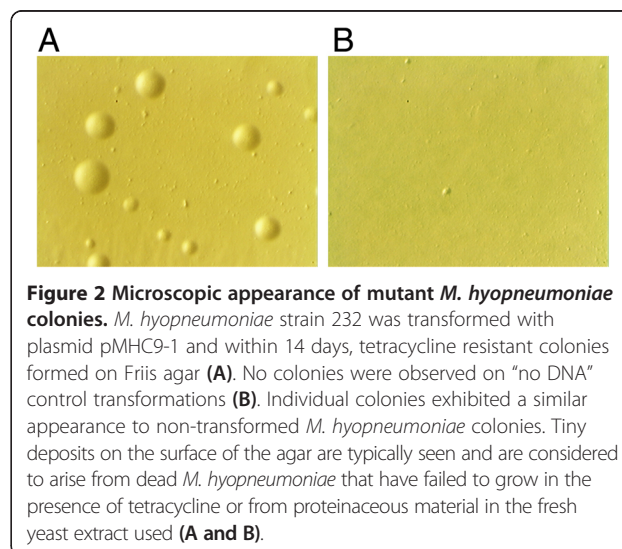 A B
Figure 2 Microscopic appearance of mutant M. hyopneumoniae
colonies. M. hyopneumoniae strain 232 was transformed with
plasmid pMHC9-1 and within 14 days, tetracycline resistant colonies
formed on Friis agar (A). No colonies were observed on “no DNA”
control transformations (B). Individual colonies exhibited a similar
appearance to non-transformed M. hyopneumoniae colonies. Tiny
deposits on the surface of the agar are typically seen and are considered
to arise from dead M. hyopneumoniae that have failed to grow in the
presence of tetracycline or from proteinaceous material in the fresh
yeast extract used (A and B).